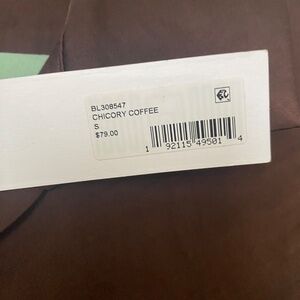 BL308547
CHICORY COFFEE
S
$79.00
1 92115 49501 4